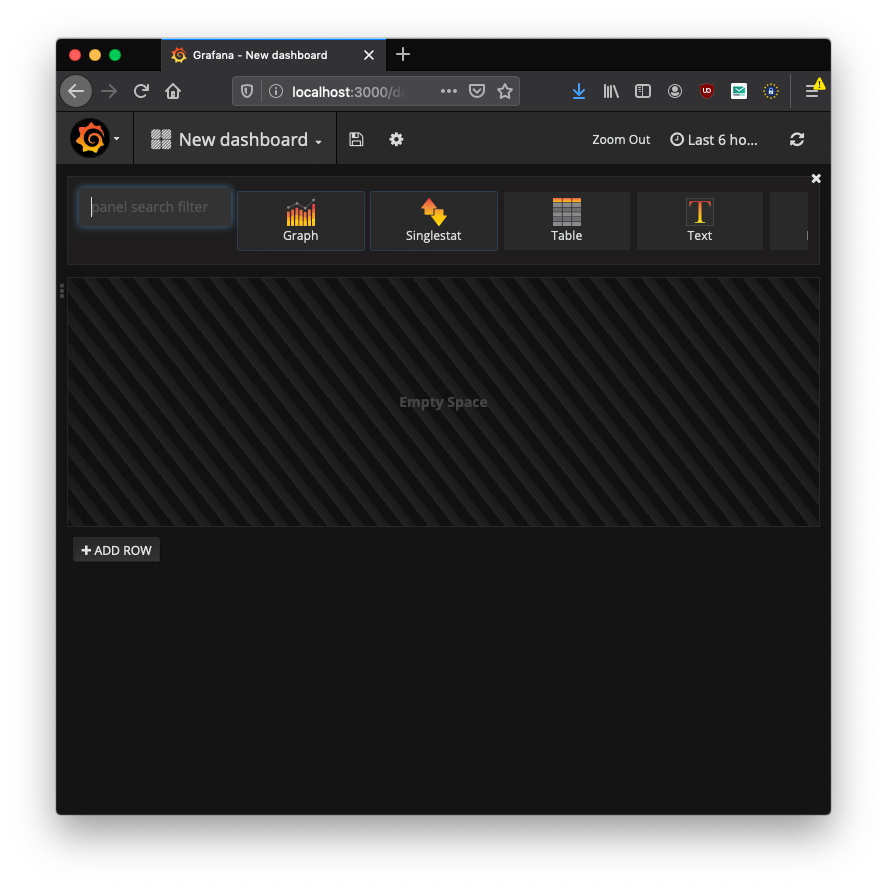 Grafana - New dashboard
localhost:3000/d
New dashboard
Zoom Out
Last 6 ho...
panel search filter
Graph
Singlestat
Table
Text
Empty Space
ADD ROW